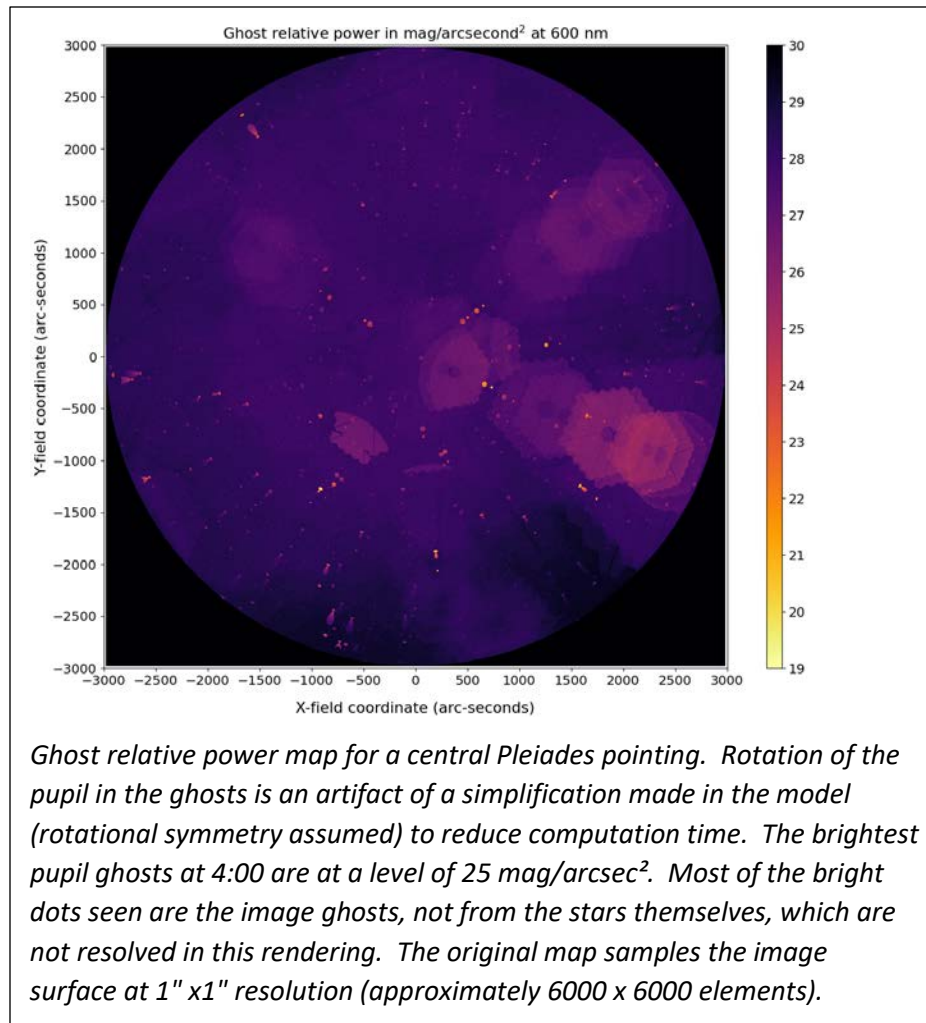 Ghost relative power in mag/arcsecond² at 600 nm
3000
2500
2000
1500
1000
500
0
−500
−1000
−1500
−2000
−2500
−3000
Y-field coordinate (arc-seconds)
−3000 −2500 −2000 −1500 −1000 −500 0 500 1000 1500 2000 2500 3000
X-field coordinate (arc-seconds)
30
29
28
27
26
25
24
23
22
21
20
19
Ghost relative power map for a central Pleiades pointing. Rotation of the
pupil in the ghosts is an artifact of a simplification made in the model
(rotational symmetry assumed) to reduce computation time. The brightest
pupil ghosts at 4:00 are at a level of 25 mag/arcsec². Most of the bright
dots seen are the image ghosts, not from the stars themselves, which are
not resolved in this rendering. The original map samples the image
surface at 1" x1" resolution (approximately 6000 x 6000 elements).